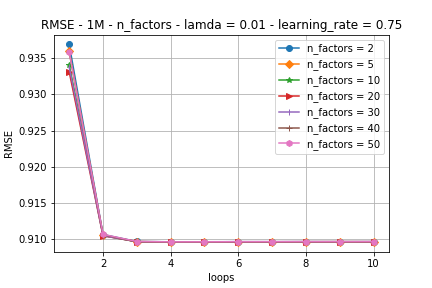 RMSE - 1M - n_factors - lamda = 0.01 - learning_rate = 0.75
n_factors = 2
n_factors = 5
n_factors = 10
n_factors = 20
n_factors = 30
n_factors = 40
n_factors = 50
RMSE
0.935
0.930
0.925
0.920
0.915
0.910
2 4 6 8 10
loops